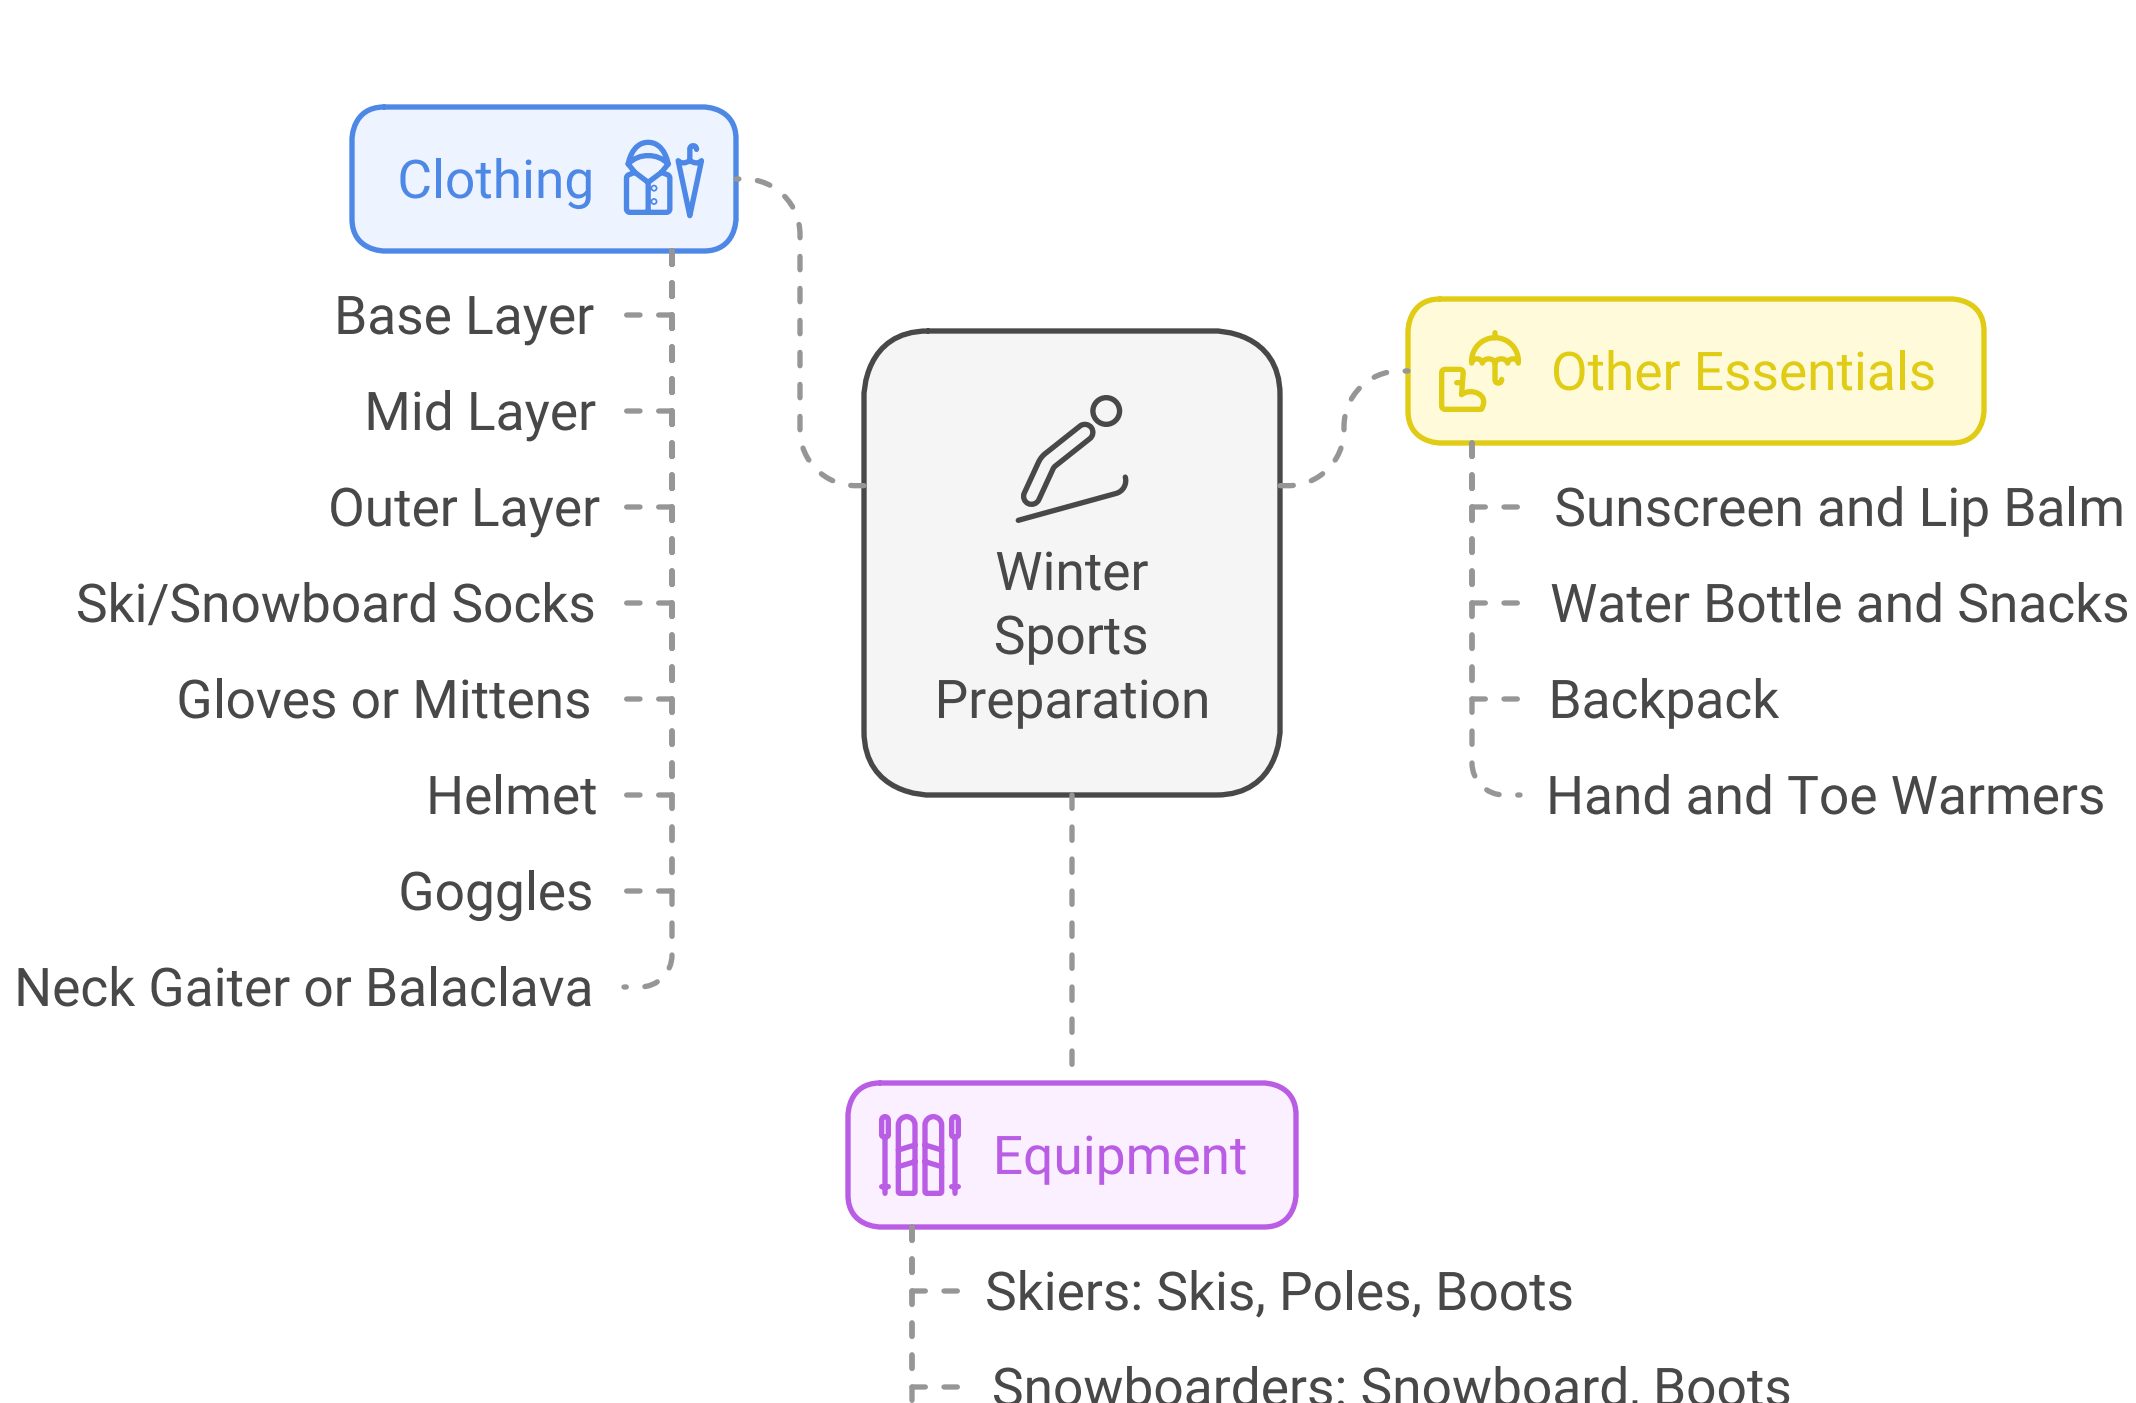 Clothing
Base Layer
Mid Layer
Outer Layer
Ski/Snowboard Socks
Gloves or Mittens
Helmet
Goggles
Neck Gaiter or Balaclava
Winter
Sports
Preparation
Other Essentials
Sunscreen and Lip Balm
Water Bottle and Snacks
Backpack
Hand and Toe Warmers
Equipment
Skiers: Skis, Poles, Boots
Snowboarders: Snowboard, Boots